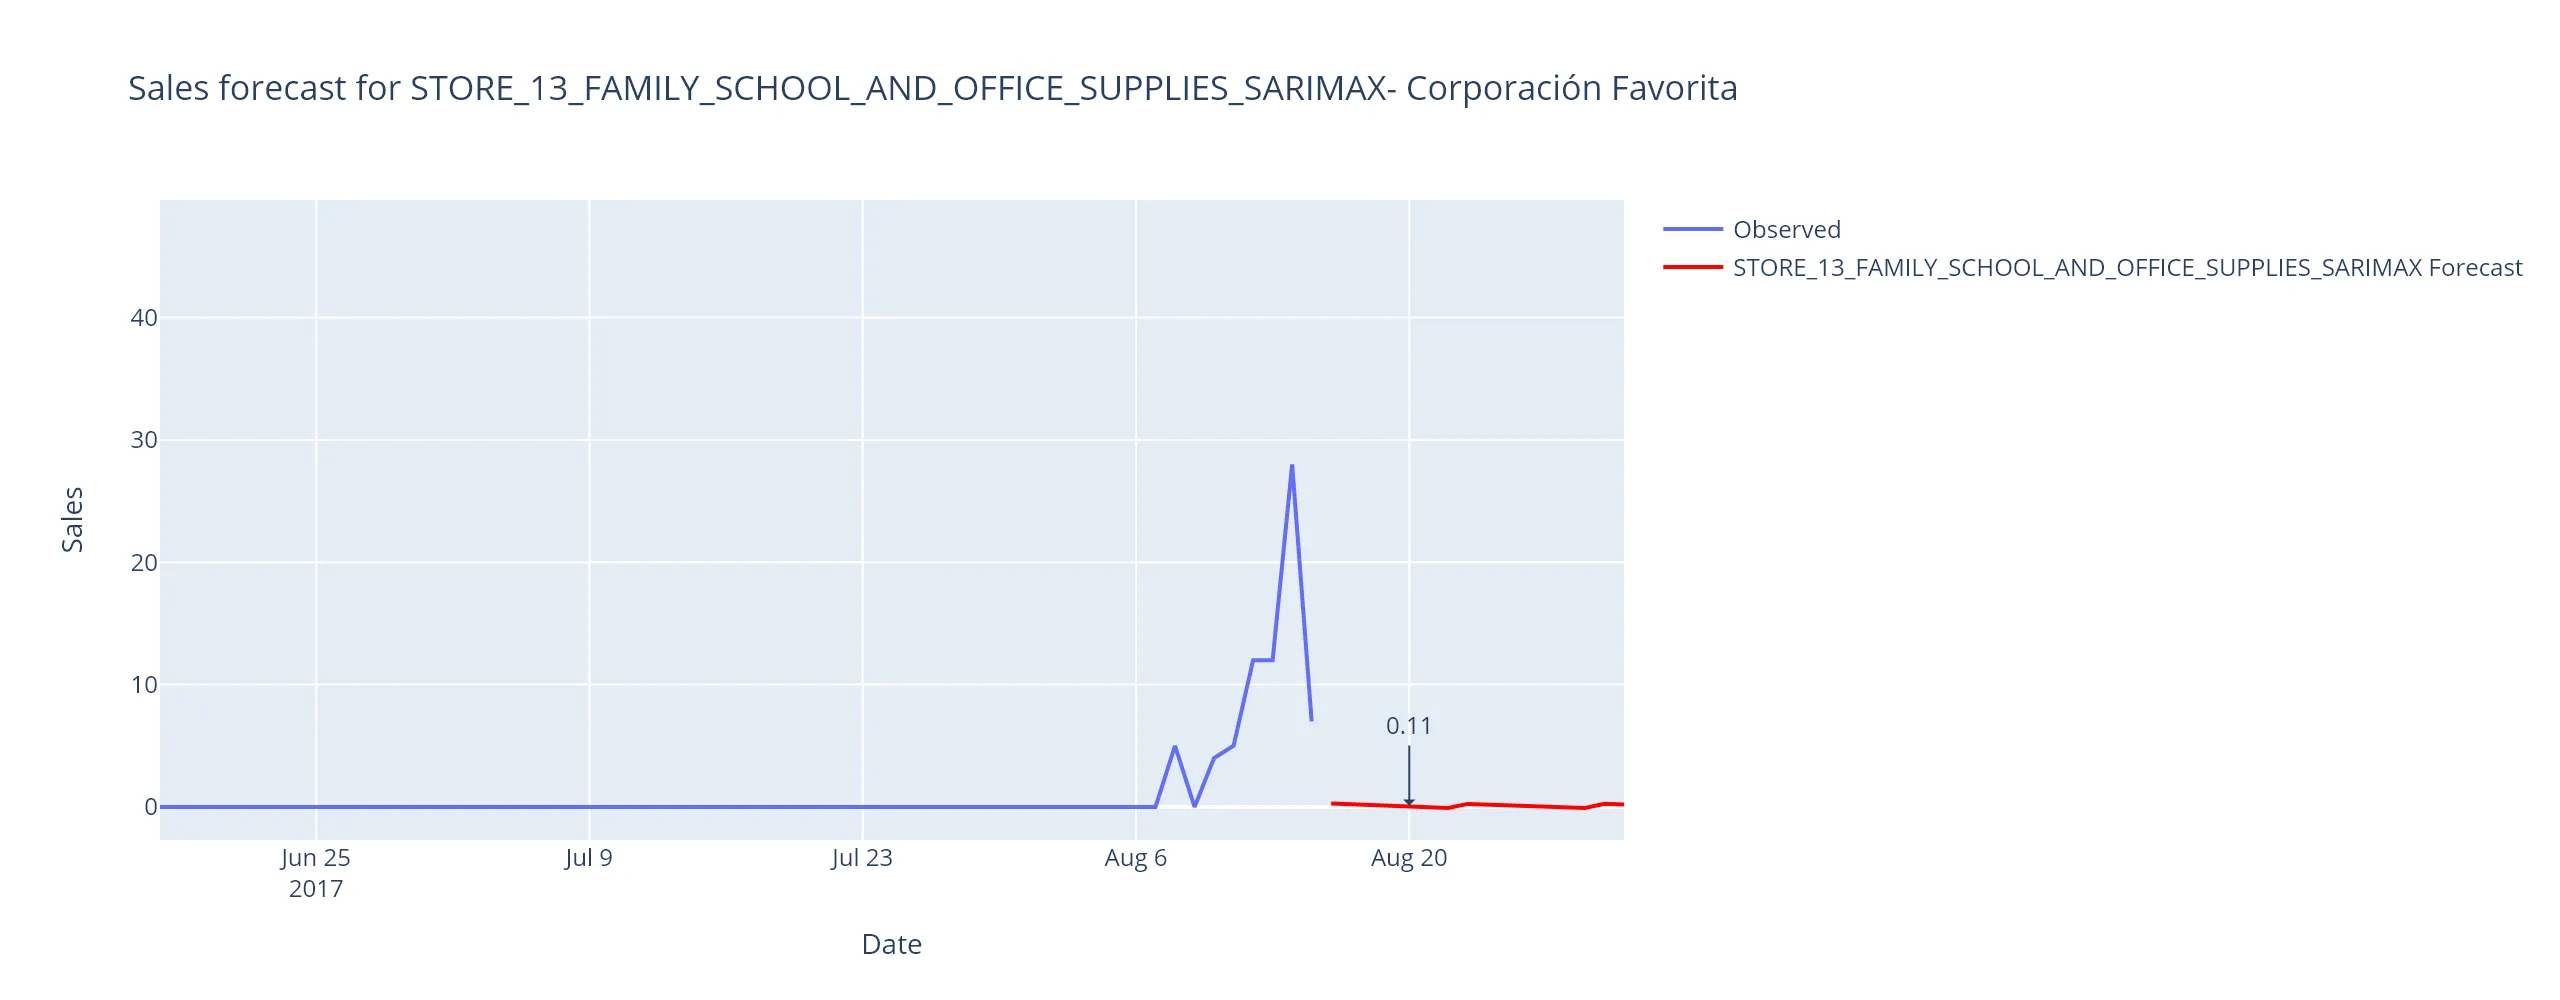 Sales forecast for STORE_13_FAMILY_SCHOOL_AND_OFFICE_SUPPLIES_SARIMAX- Corporación Favorita
Observed
STORE_13_FAMILY_SCHOOL_AND_OFFICE_SUPPLIES_SARIMAX Forecast
40
30
20
10
0
Sales
0.11
Jun 25
2017
Jul 9
Jul 23
Aug 6
Aug 20
Date